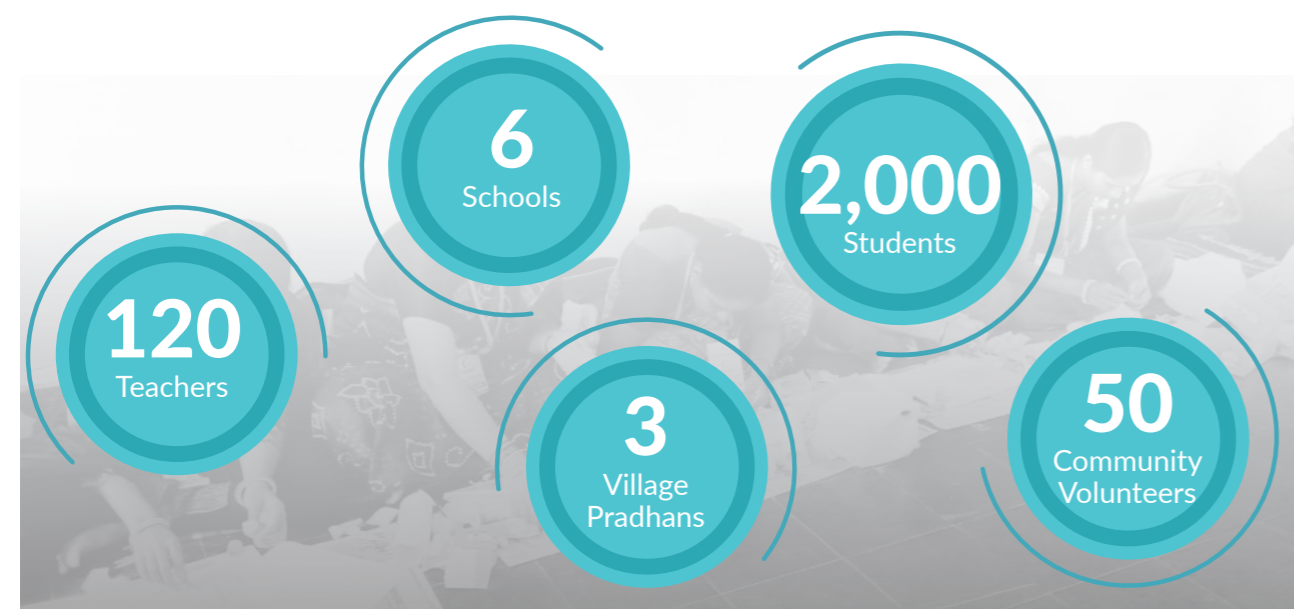 6
Schools
2,000
Students
120
Teachers
3
Village
Pradhans
50
Community
Volunteers